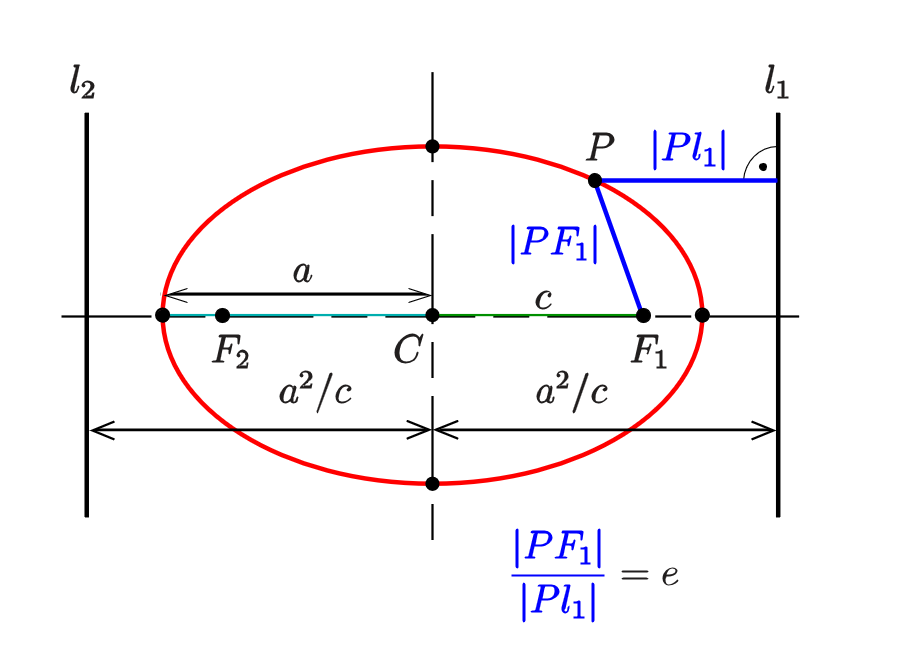 l₂ l₁
P |Pl₁|
|PF₁|
a
c
F₂ C F₁
a²/c a²/c
|PF₁|
|Pl₁| = e